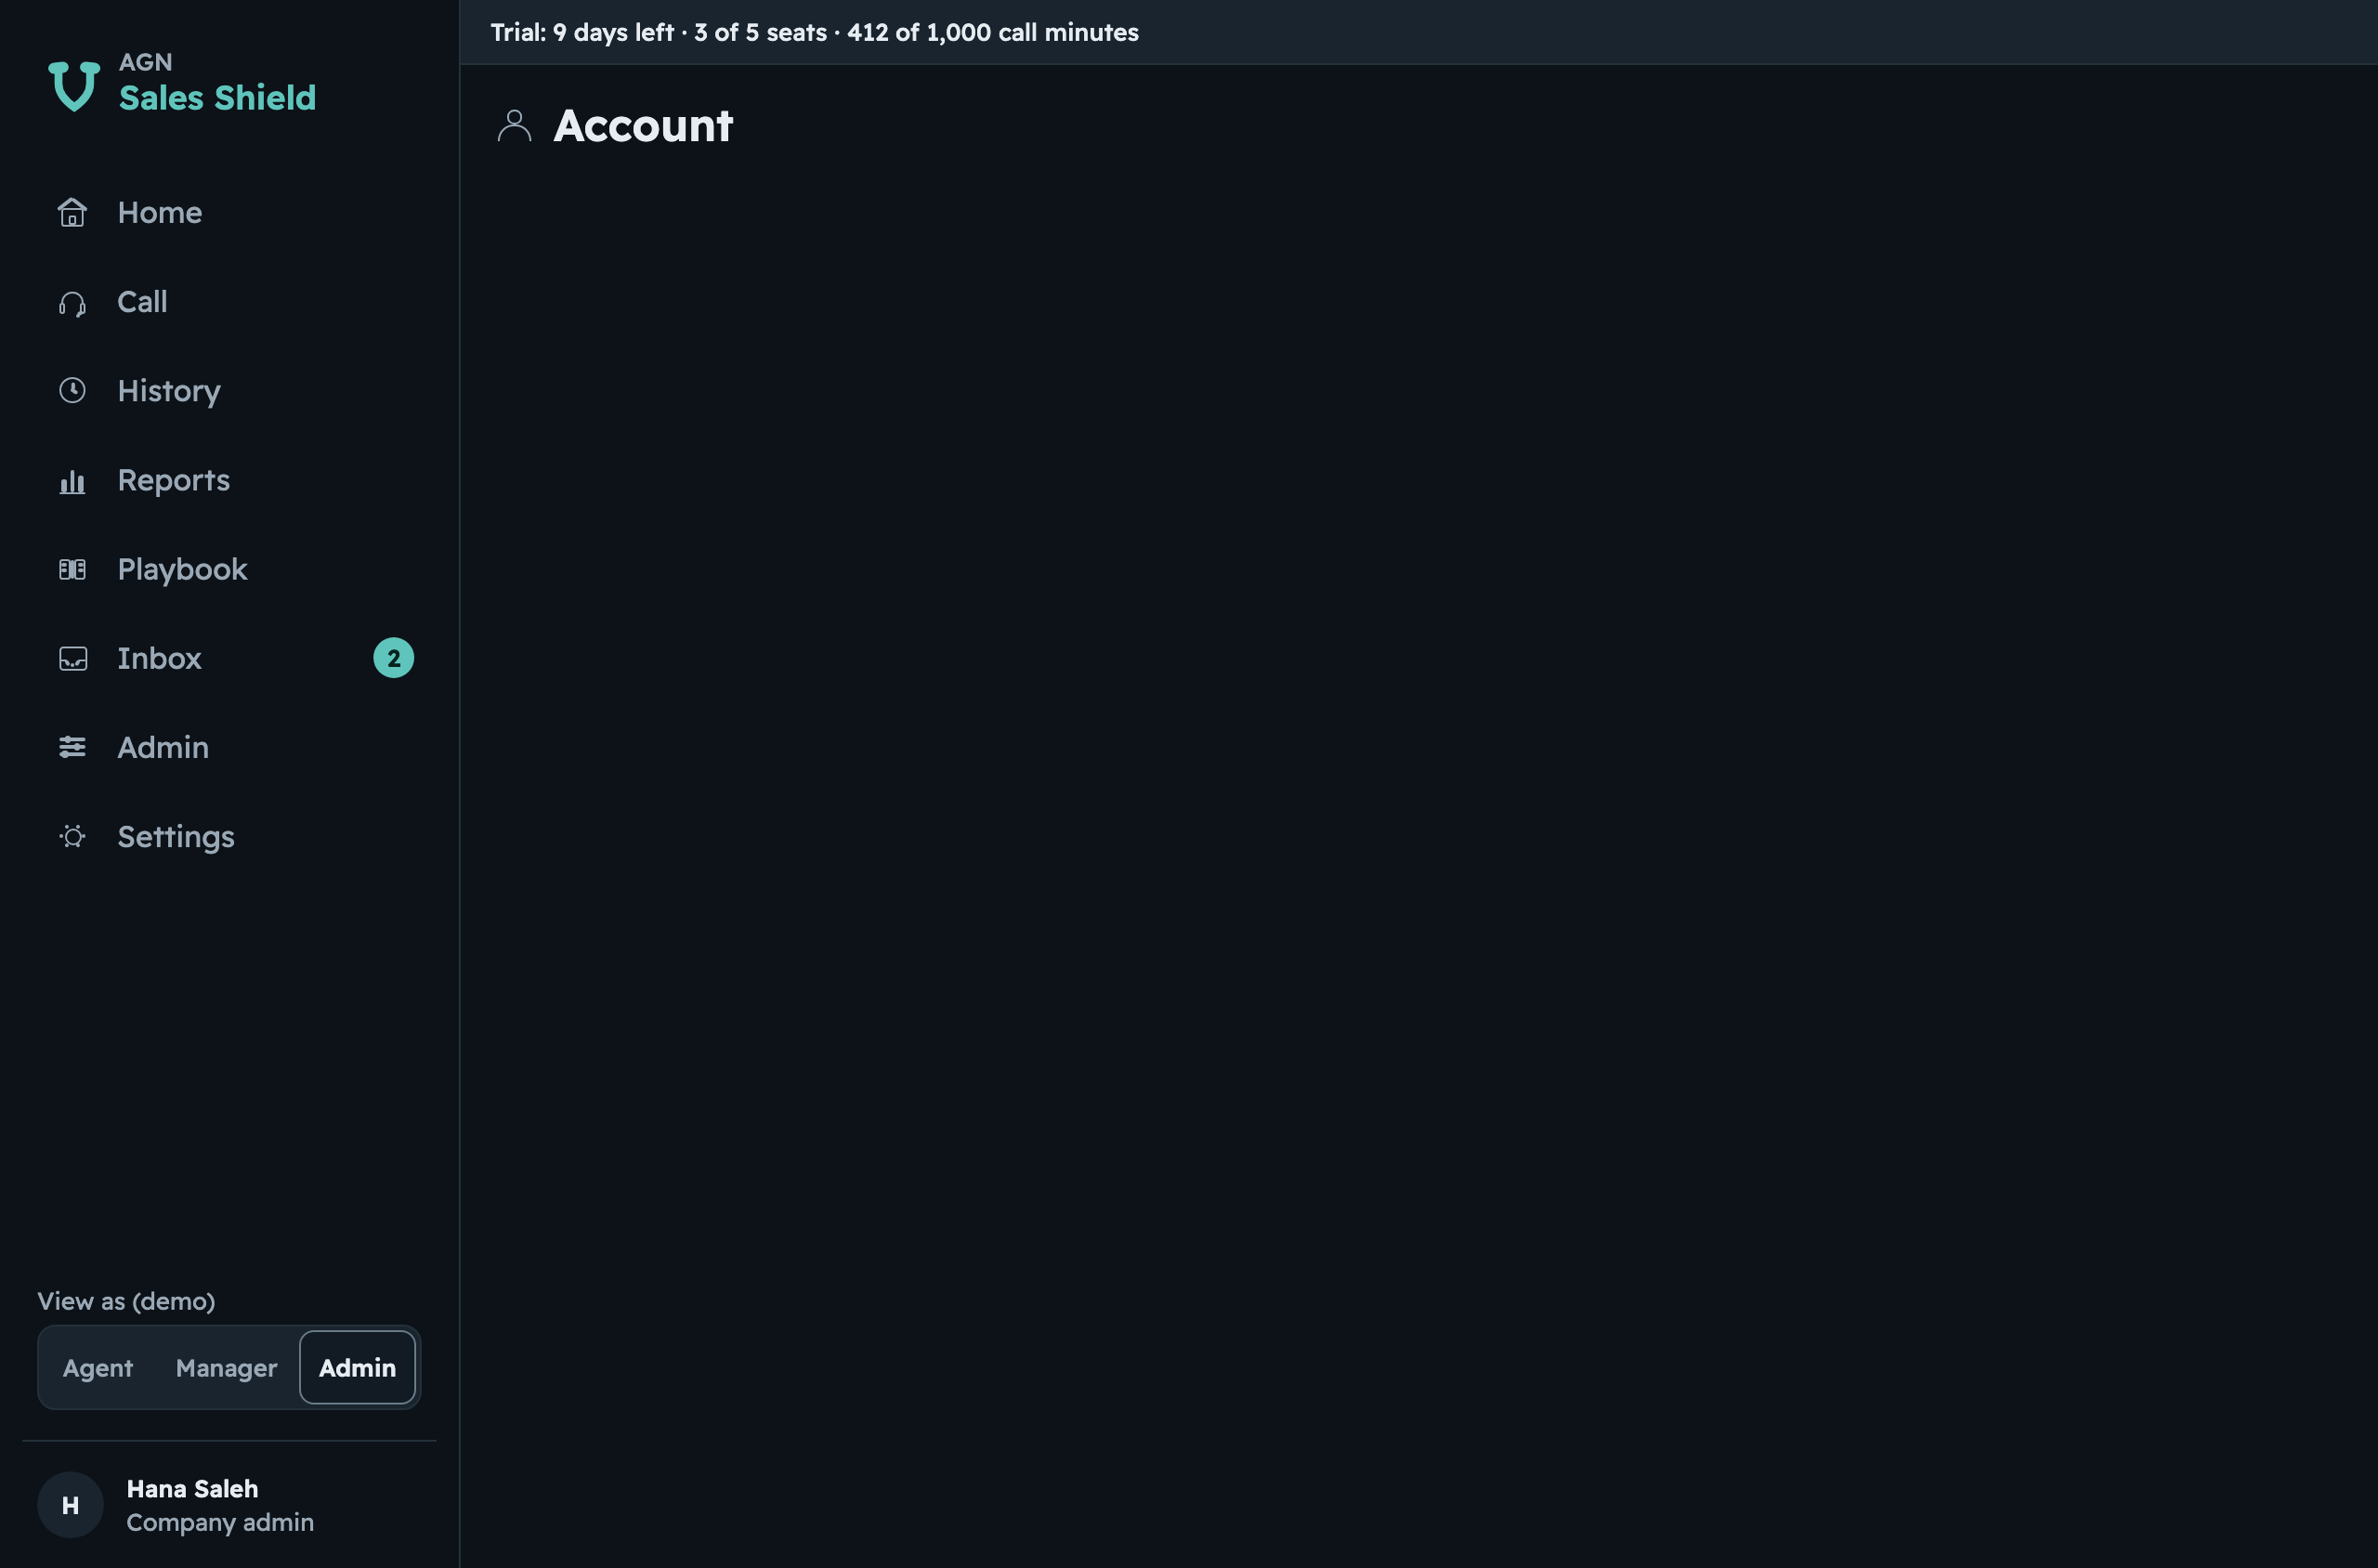 AGN
Sales Shield
Home
Call
History
Reports
Playbook
Inbox
2
Admin
Settings
View as (demo)
Agent
Manager
Admin
H
Hana Saleh
Company admin
Trial: 9 days left · 3 of 5 seats · 412 of 1,000 call minutes
Account